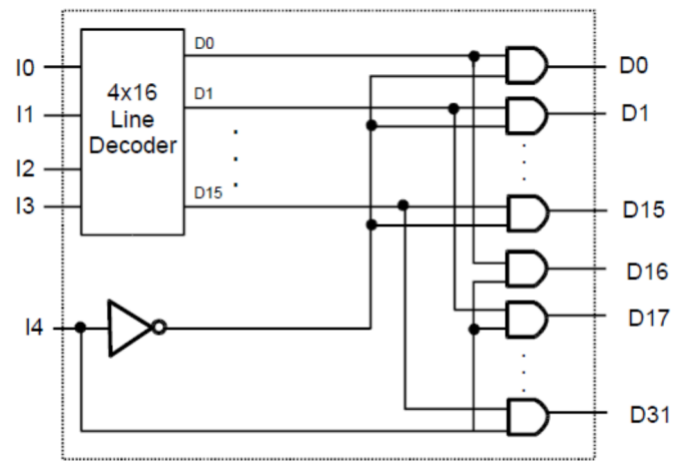 I0
I1
I2
I3
I4
4x16
Line
Decoder
D0
D1
D15
D0
D1
D15
D16
D17
D31